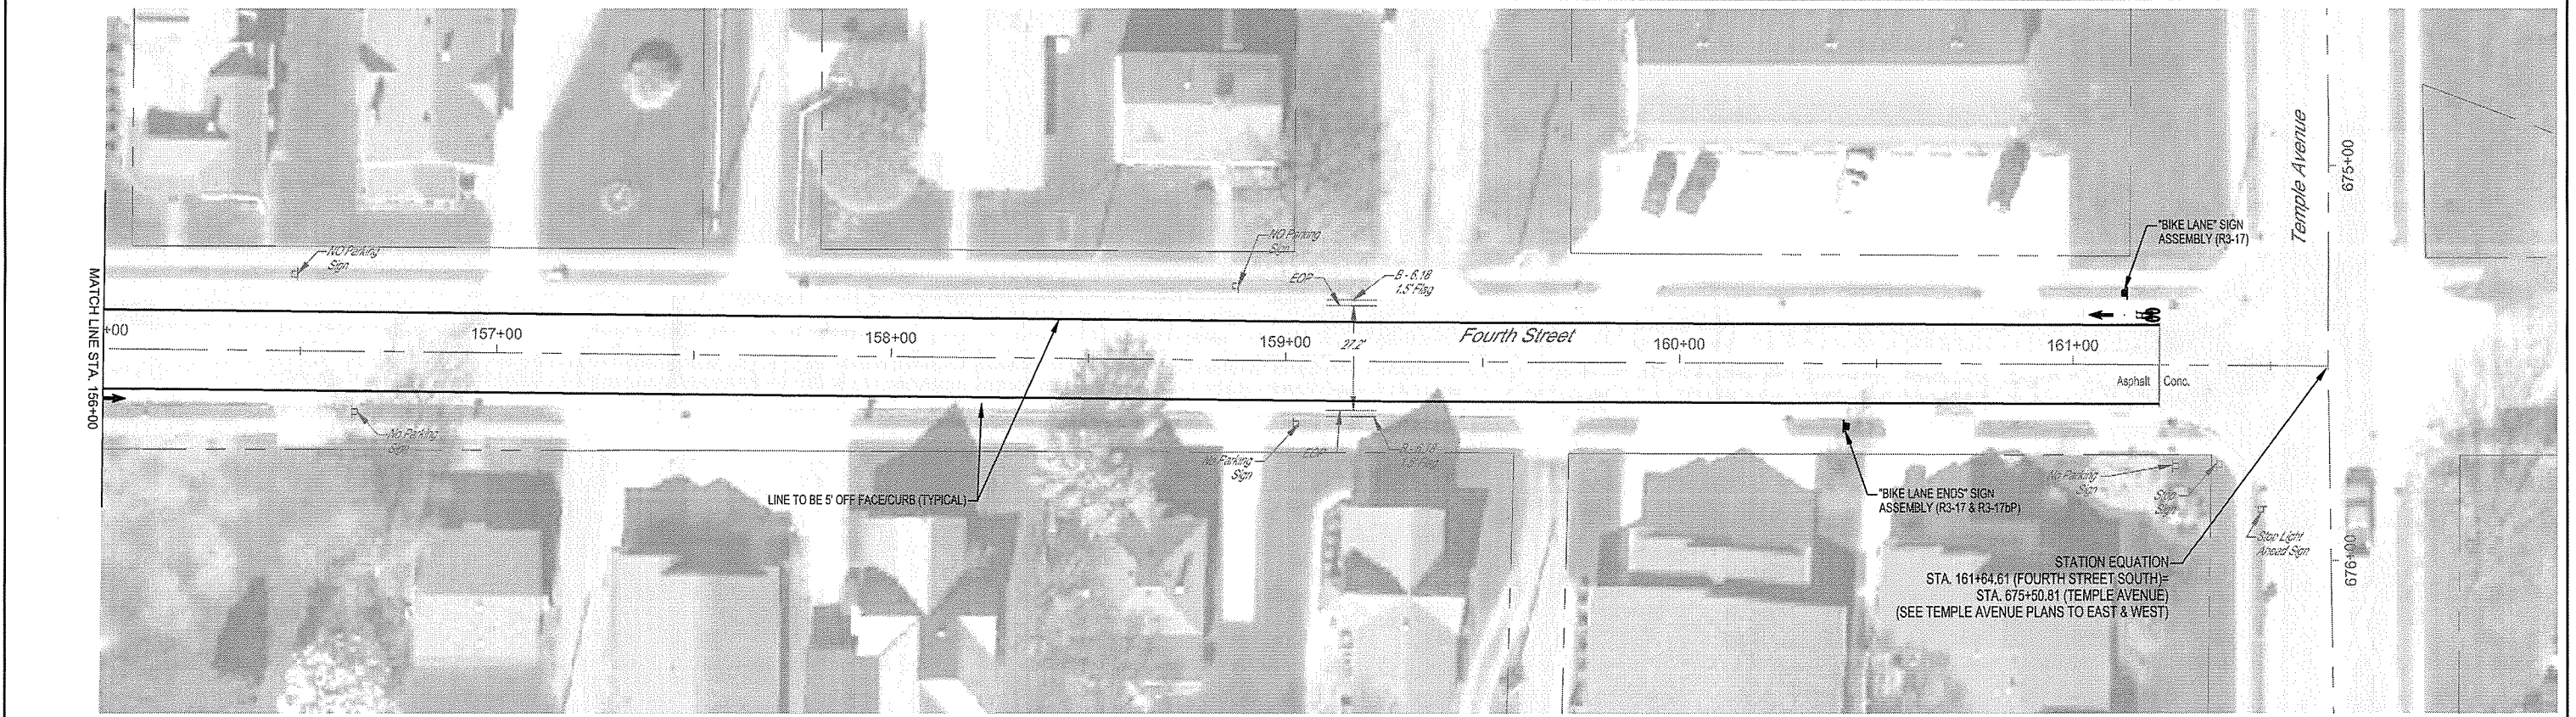 MATCH LINE STA. 156+00
+00
157+00
158+00
159+00
160+00
161+00
Fourth Street
27.2'
NO Parking
Sign
NO Parking
Sign
EOP
B - 6.18
1.5' Flag
"BIKE LANE" SIGN
ASSEMBLY (R3-17)
Temple Avenue
675+00
676+00
Asphalt
Conc.
No Parking
Sign
LINE TO BE 5' OFF FACE/CURB (TYPICAL)
No Parking
Sign
EOP
B - 6.18
Flag
"BIKE LANE ENDS" SIGN
ASSEMBLY (R3-17 & R3-17bP)
No Parking
Sign
Stop
Sign
Stop Light
Ahead Sign
STATION EQUATION
STA. 161+64.61 (FOURTH STREET SOUTH)=
STA. 675+50.81 (TEMPLE AVENUE)
(SEE TEMPLE AVENUE PLANS TO EAST & WEST)